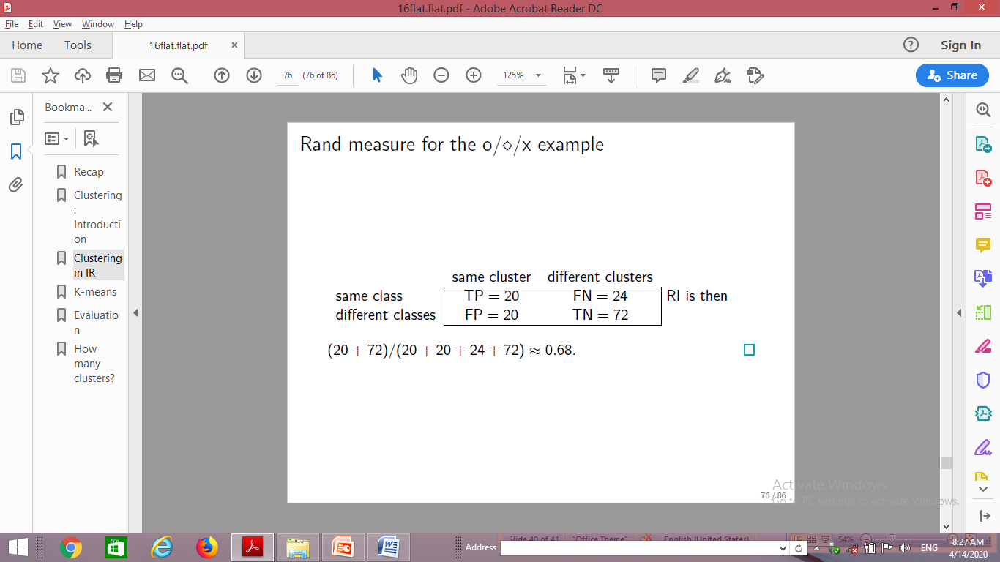 16flat.flat.pdf - Adobe Acrobat Reader DC
File Edit View Window Help
Home Tools 16flat.flat.pdf × ? Sign In
76 (76 of 86) 125% Share
Bookma...
Recap
Clustering
:
Introducti
on
Clustering
in IR
K-means
Evaluatio
n
How
many
clusters?
Rand measure for the o/⋄/x example
same cluster different clusters
same class TP = 20 FN = 24 RI is then
different classes FP = 20 TN = 72
(20 + 72)/(20 + 20 + 24 + 72) ≈ 0.68.
Activate Windows
76 / 86
Go to PC settings to activate Windows.
Slide 40 of 41 "Office Theme" English (United States) 54%
Address ENG 8:27 AM
4/14/2020